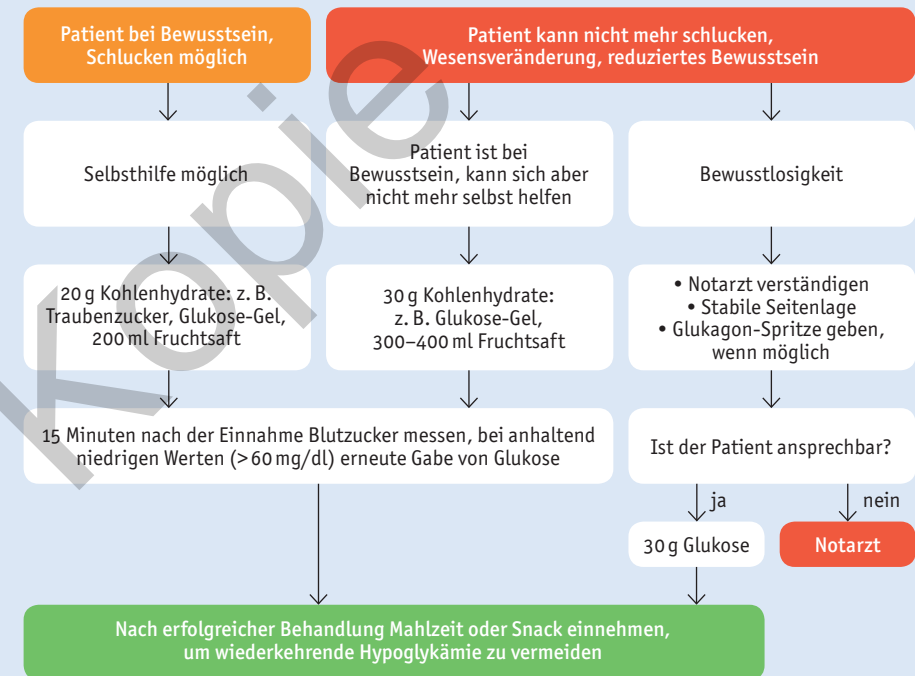 Patient bei Bewusstsein,
Schlucken möglich
Patient kann nicht mehr schlucken,
Wesensveränderung, reduziertes Bewusstsein
Selbsthilfe möglich
Patient ist bei
Bewusstsein, kann sich aber
nicht mehr selbst helfen
Bewusstlosigkeit
20 g Kohlenhydrate: z. B.
Traubenzucker, Glukose-Gel,
200 ml Fruchtsaft
30 g Kohlenhydrate:
z. B. Glukose-Gel,
300–400 ml Fruchtsaft
• Notarzt verständigen
• Stabile Seitenlage
• Glukagon-Spritze geben,
wenn möglich
15 Minuten nach der Einnahme Blutzucker messen, bei anhaltend
niedrigen Werten (>60 mg/dl) erneute Gabe von Glukose
Ist der Patient ansprechbar?
ja
nein
30 g Glukose
Notarzt
Nach erfolgreicher Behandlung Mahlzeit oder Snack einnehmen,
um wiederkehrende Hypoglykämie zu vermeiden
Kopie